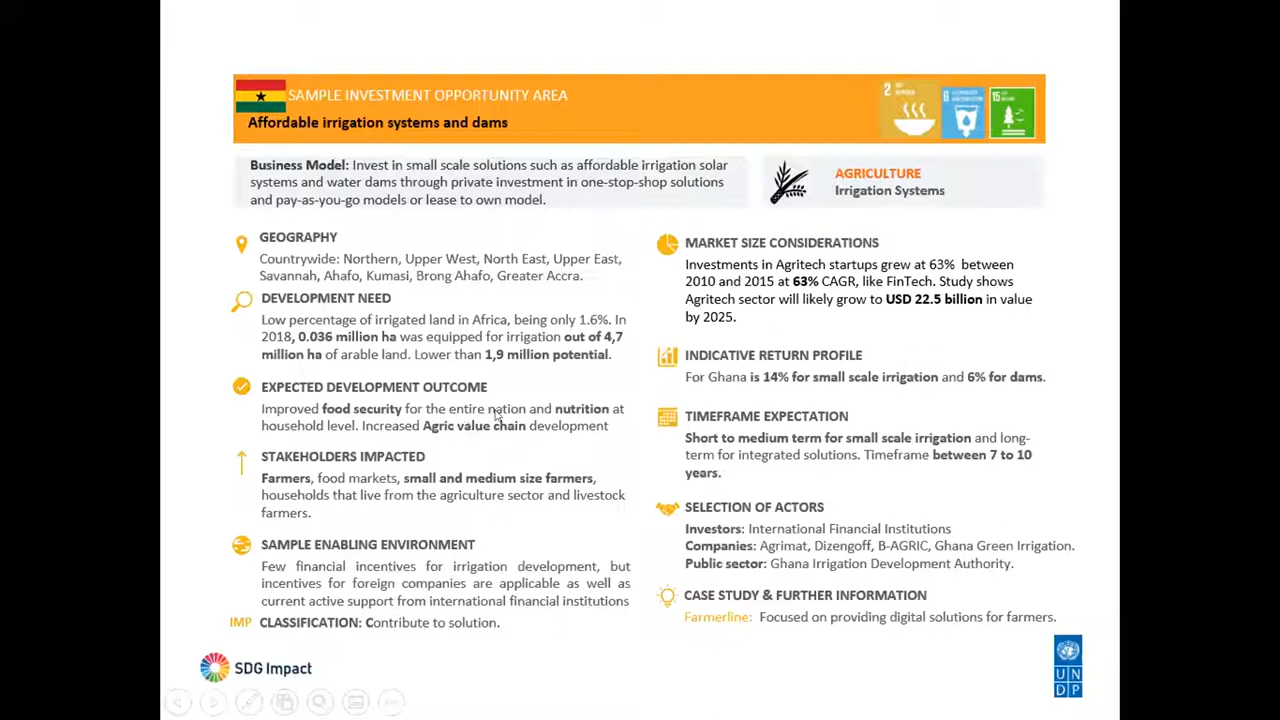 SAMPLE INVESTMENT OPPORTUNITY AREA
Affordable irrigation systems and dams
2
6
15
Business Model: Invest in small scale solutions such as affordable irrigation solar
systems and water dams through private investment in one-stop-shop solutions
and pay-as-you-go models or lease to own model.
AGRICULTURE
Irrigation Systems
GEOGRAPHY
Countrywide: Northern, Upper West, North East, Upper East,
Savannah, Ahafo, Kumasi, Brong Ahafo, Greater Accra.
DEVELOPMENT NEED
Low percentage of irrigated land in Africa, being only 1.6%. In
2018, 0.036 million ha was equipped for irrigation out of 4,7
million ha of arable land. Lower than 1,9 million potential.
EXPECTED DEVELOPMENT OUTCOME
Improved food security for the entire nation and nutrition at
household level. Increased Agric value chain development
STAKEHOLDERS IMPACTED
Farmers, food markets, small and medium size farmers,
households that live from the agriculture sector and livestock
farmers.
SAMPLE ENABLING ENVIRONMENT
Few financial incentives for irrigation development, but
incentives for foreign companies are applicable as well as
current active support from international financial institutions
IMP CLASSIFICATION: Contribute to solution.
MARKET SIZE CONSIDERATIONS
Investments in Agritech startups grew at 63% between
2010 and 2015 at 63% CAGR, like FinTech. Study shows
Agritech sector will likely grow to USD 22.5 billion in value
by 2025.
INDICATIVE RETURN PROFILE
For Ghana is 14% for small scale irrigation and 6% for dams.
TIMEFRAME EXPECTATION
Short to medium term for small scale irrigation and long-
term for integrated solutions. Timeframe between 7 to 10
years.
SELECTION OF ACTORS
Investors: International Financial Institutions
Companies: Agrimat, Dizengoff, B-AGRIC, Ghana Green Irrigation.
Public sector: Ghana Irrigation Development Authority.
CASE STUDY & FURTHER INFORMATION
Farmerline: Focused on providing digital solutions for farmers.
SDG Impact
U N
D P